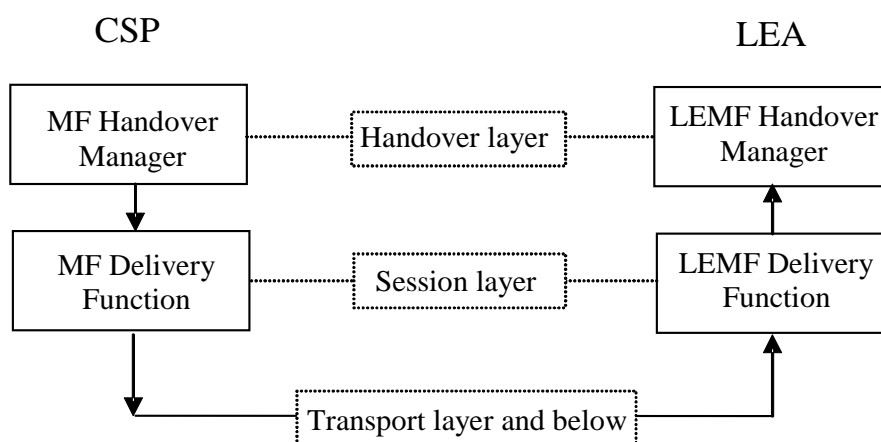 CSP
LEA
MF Handover
Manager
Handover layer
LEMF Handover
Manager
MF Delivery
Function
Session layer
LEMF Delivery
Function
Transport layer and below